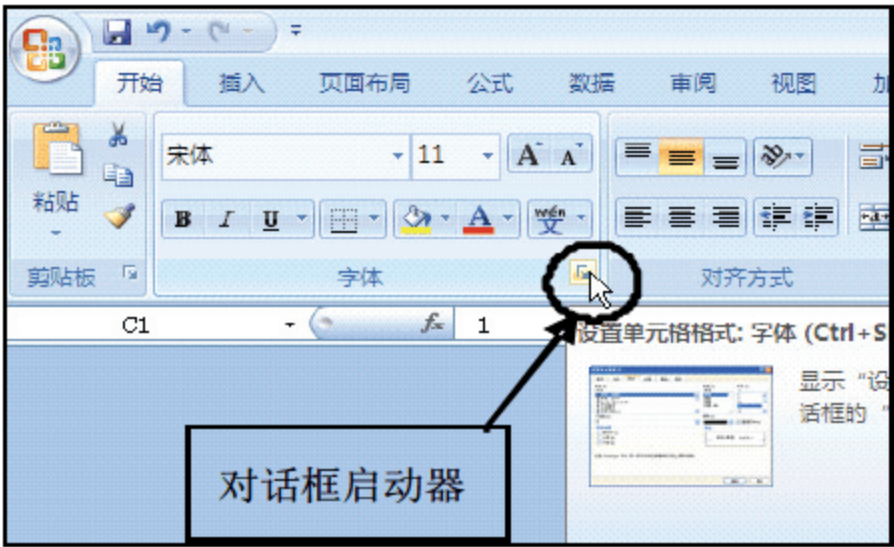 开始 插入 页面布局 公式 数据 审阅 视图
宋体 11 A A
粘贴
B I U A wén 文
剪贴板 字体 对齐方式
C1 fx 1
设置单元格格式: 字体 (Ctrl+S
显示“设
话框的“
对话框启动器